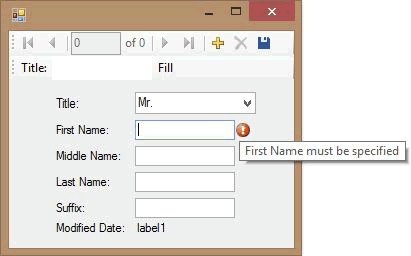 0 of 0
Title: Fill
Title: Mr.
First Name:
First Name must be specified
Middle Name:
Last Name:
Suffix:
Modified Date: label1